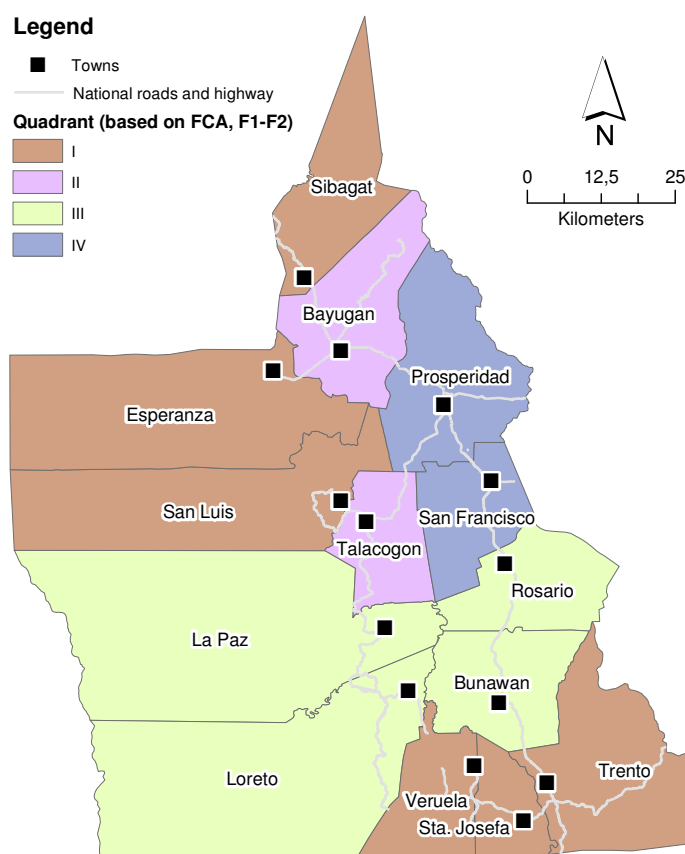 Legend
Towns
National roads and highway
Quadrant (based on FCA, F1-F2)
I
II
III
IV
N
0 12,5 25
Kilometers
Sibagat
Bayugan
Prosperidad
Esperanza
San Luis
San Francisco
Talacogon
Rosario
La Paz
Bunawan
Loreto
Trento
Veruela
Sta. Josefa